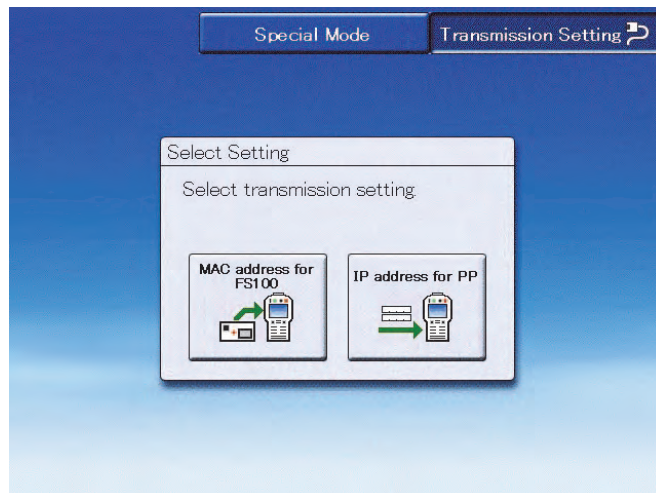 Special Mode
Transmission Setting
Select Setting
Select transmission setting
MAC address for
FS100
IP address for PP